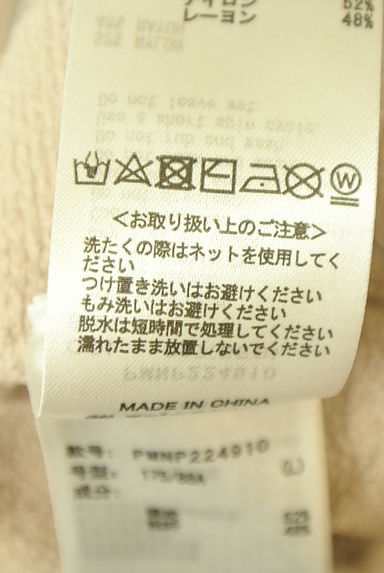 ナイロン 52%
レーヨン 48%
W
＜お取り扱い上のご注意＞
洗たくの際はネットを使用してく
ださい
つけ置き洗いはお避けください
もみ洗いはお避けください
脱水は短時間で処理してください
濡れたまま放置しないでください
MADE IN CHINA
款号: PMNP224910
号型: 175/88A (L)
成分:
52%
48%